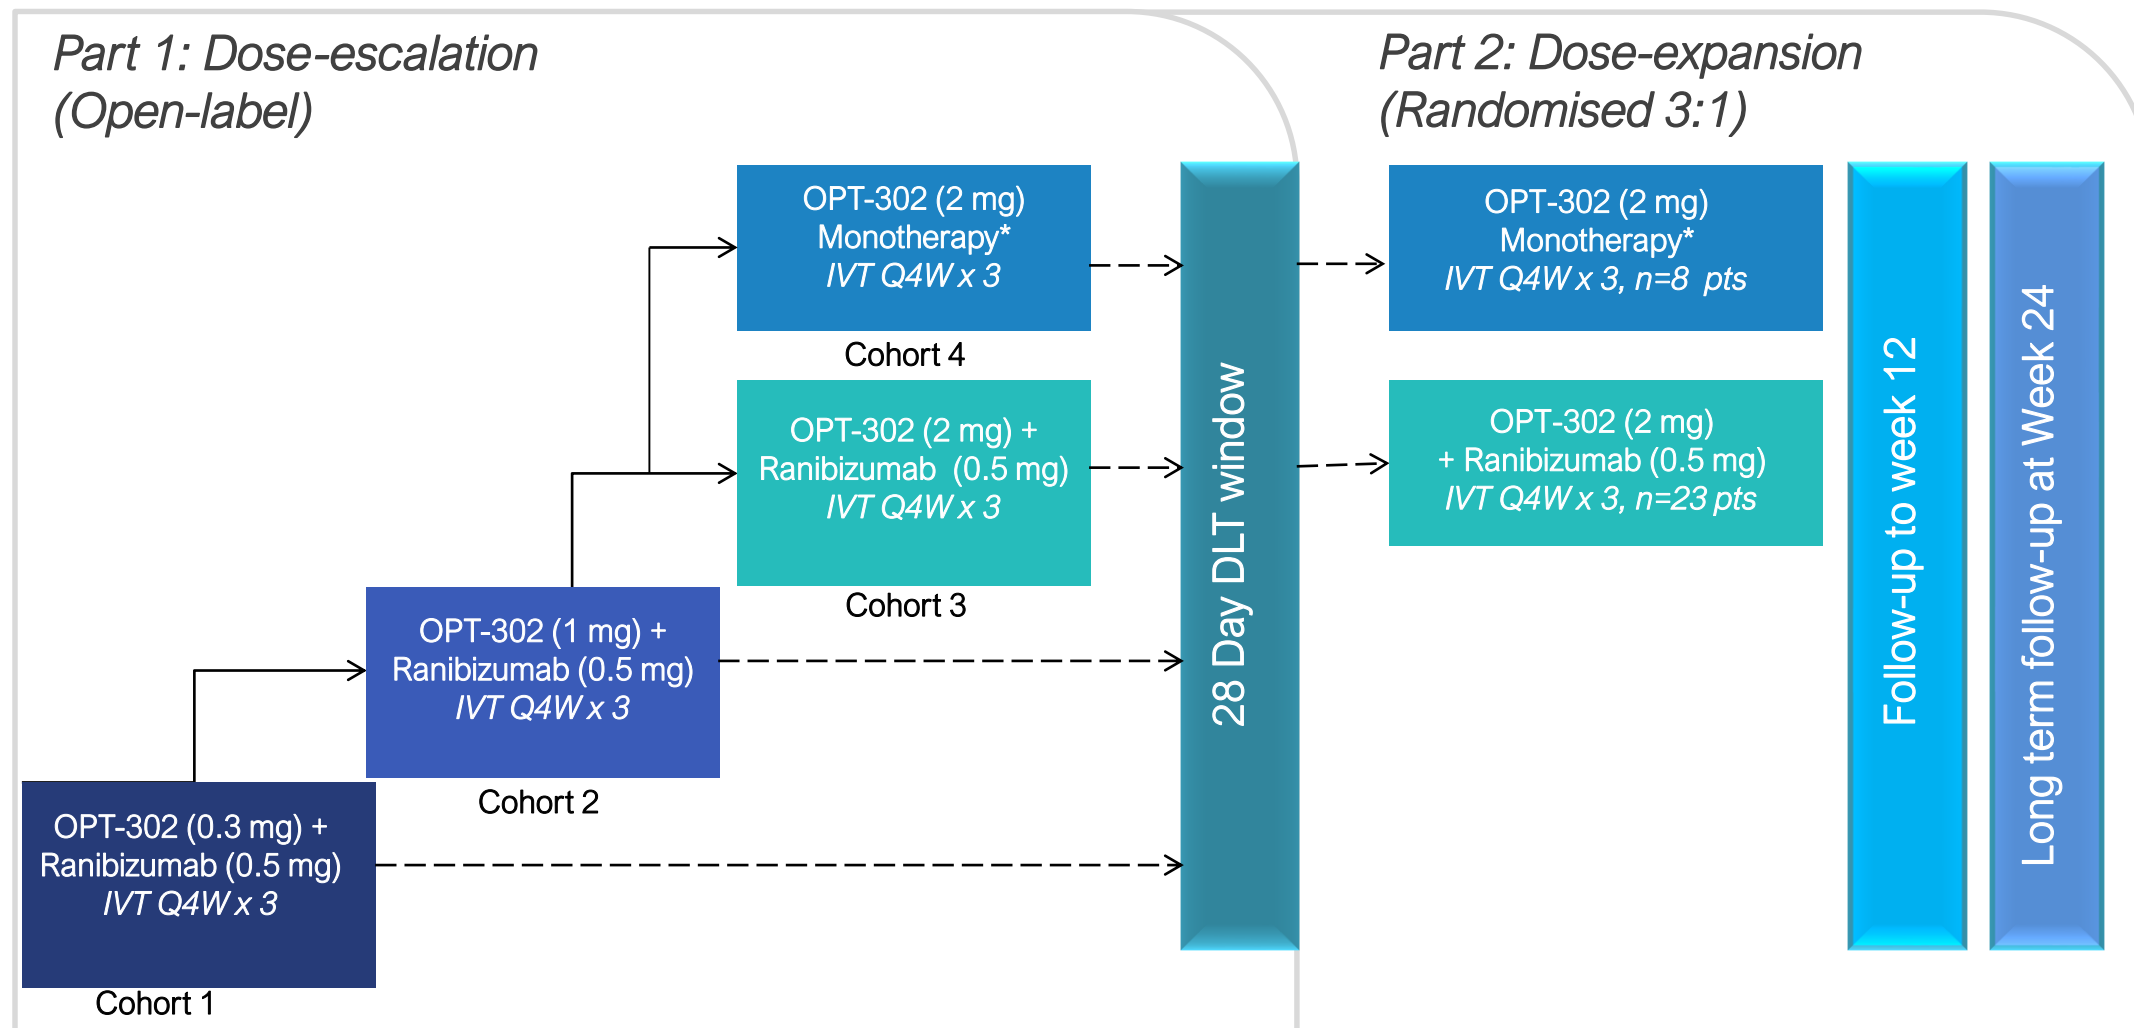 Part 1: Dose-escalation
(Open-label)
Part 2: Dose-expansion
(Randomised 3:1)
OPT-302 (2 mg)
Monotherapy*
IVT Q4W x 3
Cohort 4
OPT-302 (2 mg) +
Ranibizumab (0.5 mg)
IVT Q4W x 3
Cohort 3
OPT-302 (1 mg) +
Ranibizumab (0.5 mg)
IVT Q4W x 3
Cohort 2
OPT-302 (0.3 mg) +
Ranibizumab (0.5 mg)
IVT Q4W x 3
Cohort 1
28 Day DLT window
OPT-302 (2 mg)
Monotherapy*
IVT Q4W x 3, n=8 pts
OPT-302 (2 mg)
+ Ranibizumab (0.5 mg)
IVT Q4W x 3, n=23 pts
Follow-up to week 12
Long term follow-up at Week 24